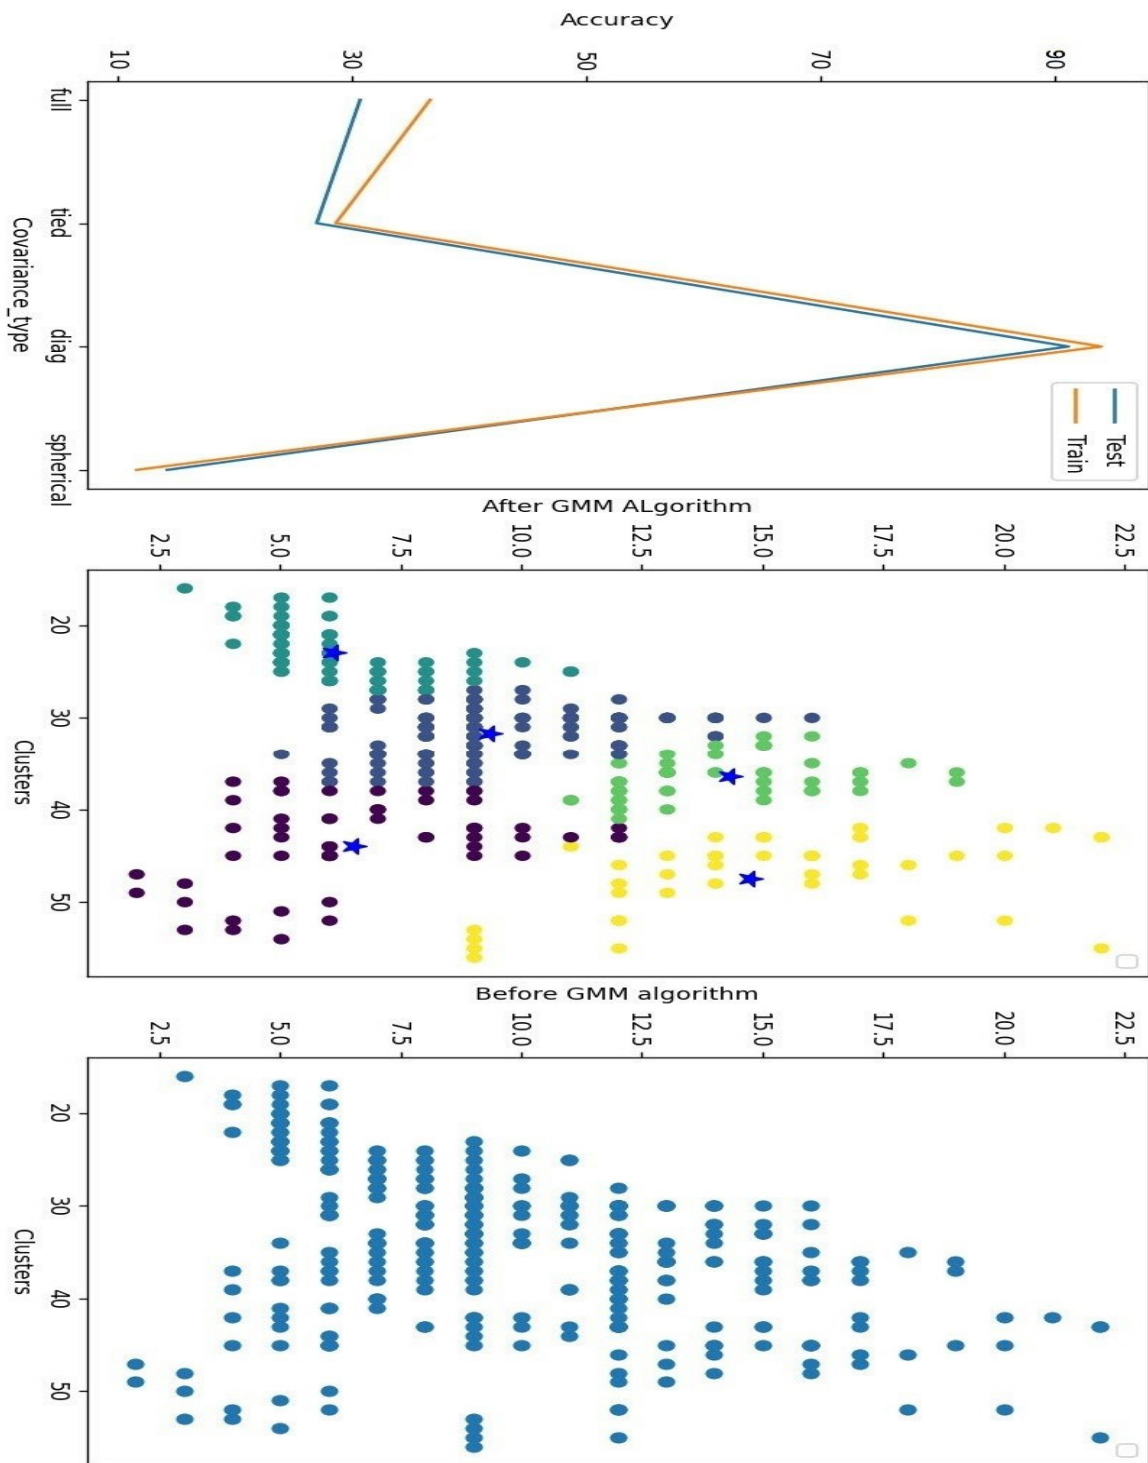 Accuracy
10
30
50
70
90
full
tied
diag
spherical
Covariance_type
Test
Train
After GMM ALgorithm
2.5
5.0
7.5
10.0
12.5
15.0
17.5
20.0
22.5
20
30
40
50
Clusters
Before GMM algorithm
2.5
5.0
7.5
10.0
12.5
15.0
17.5
20.0
22.5
20
30
40
50
Clusters